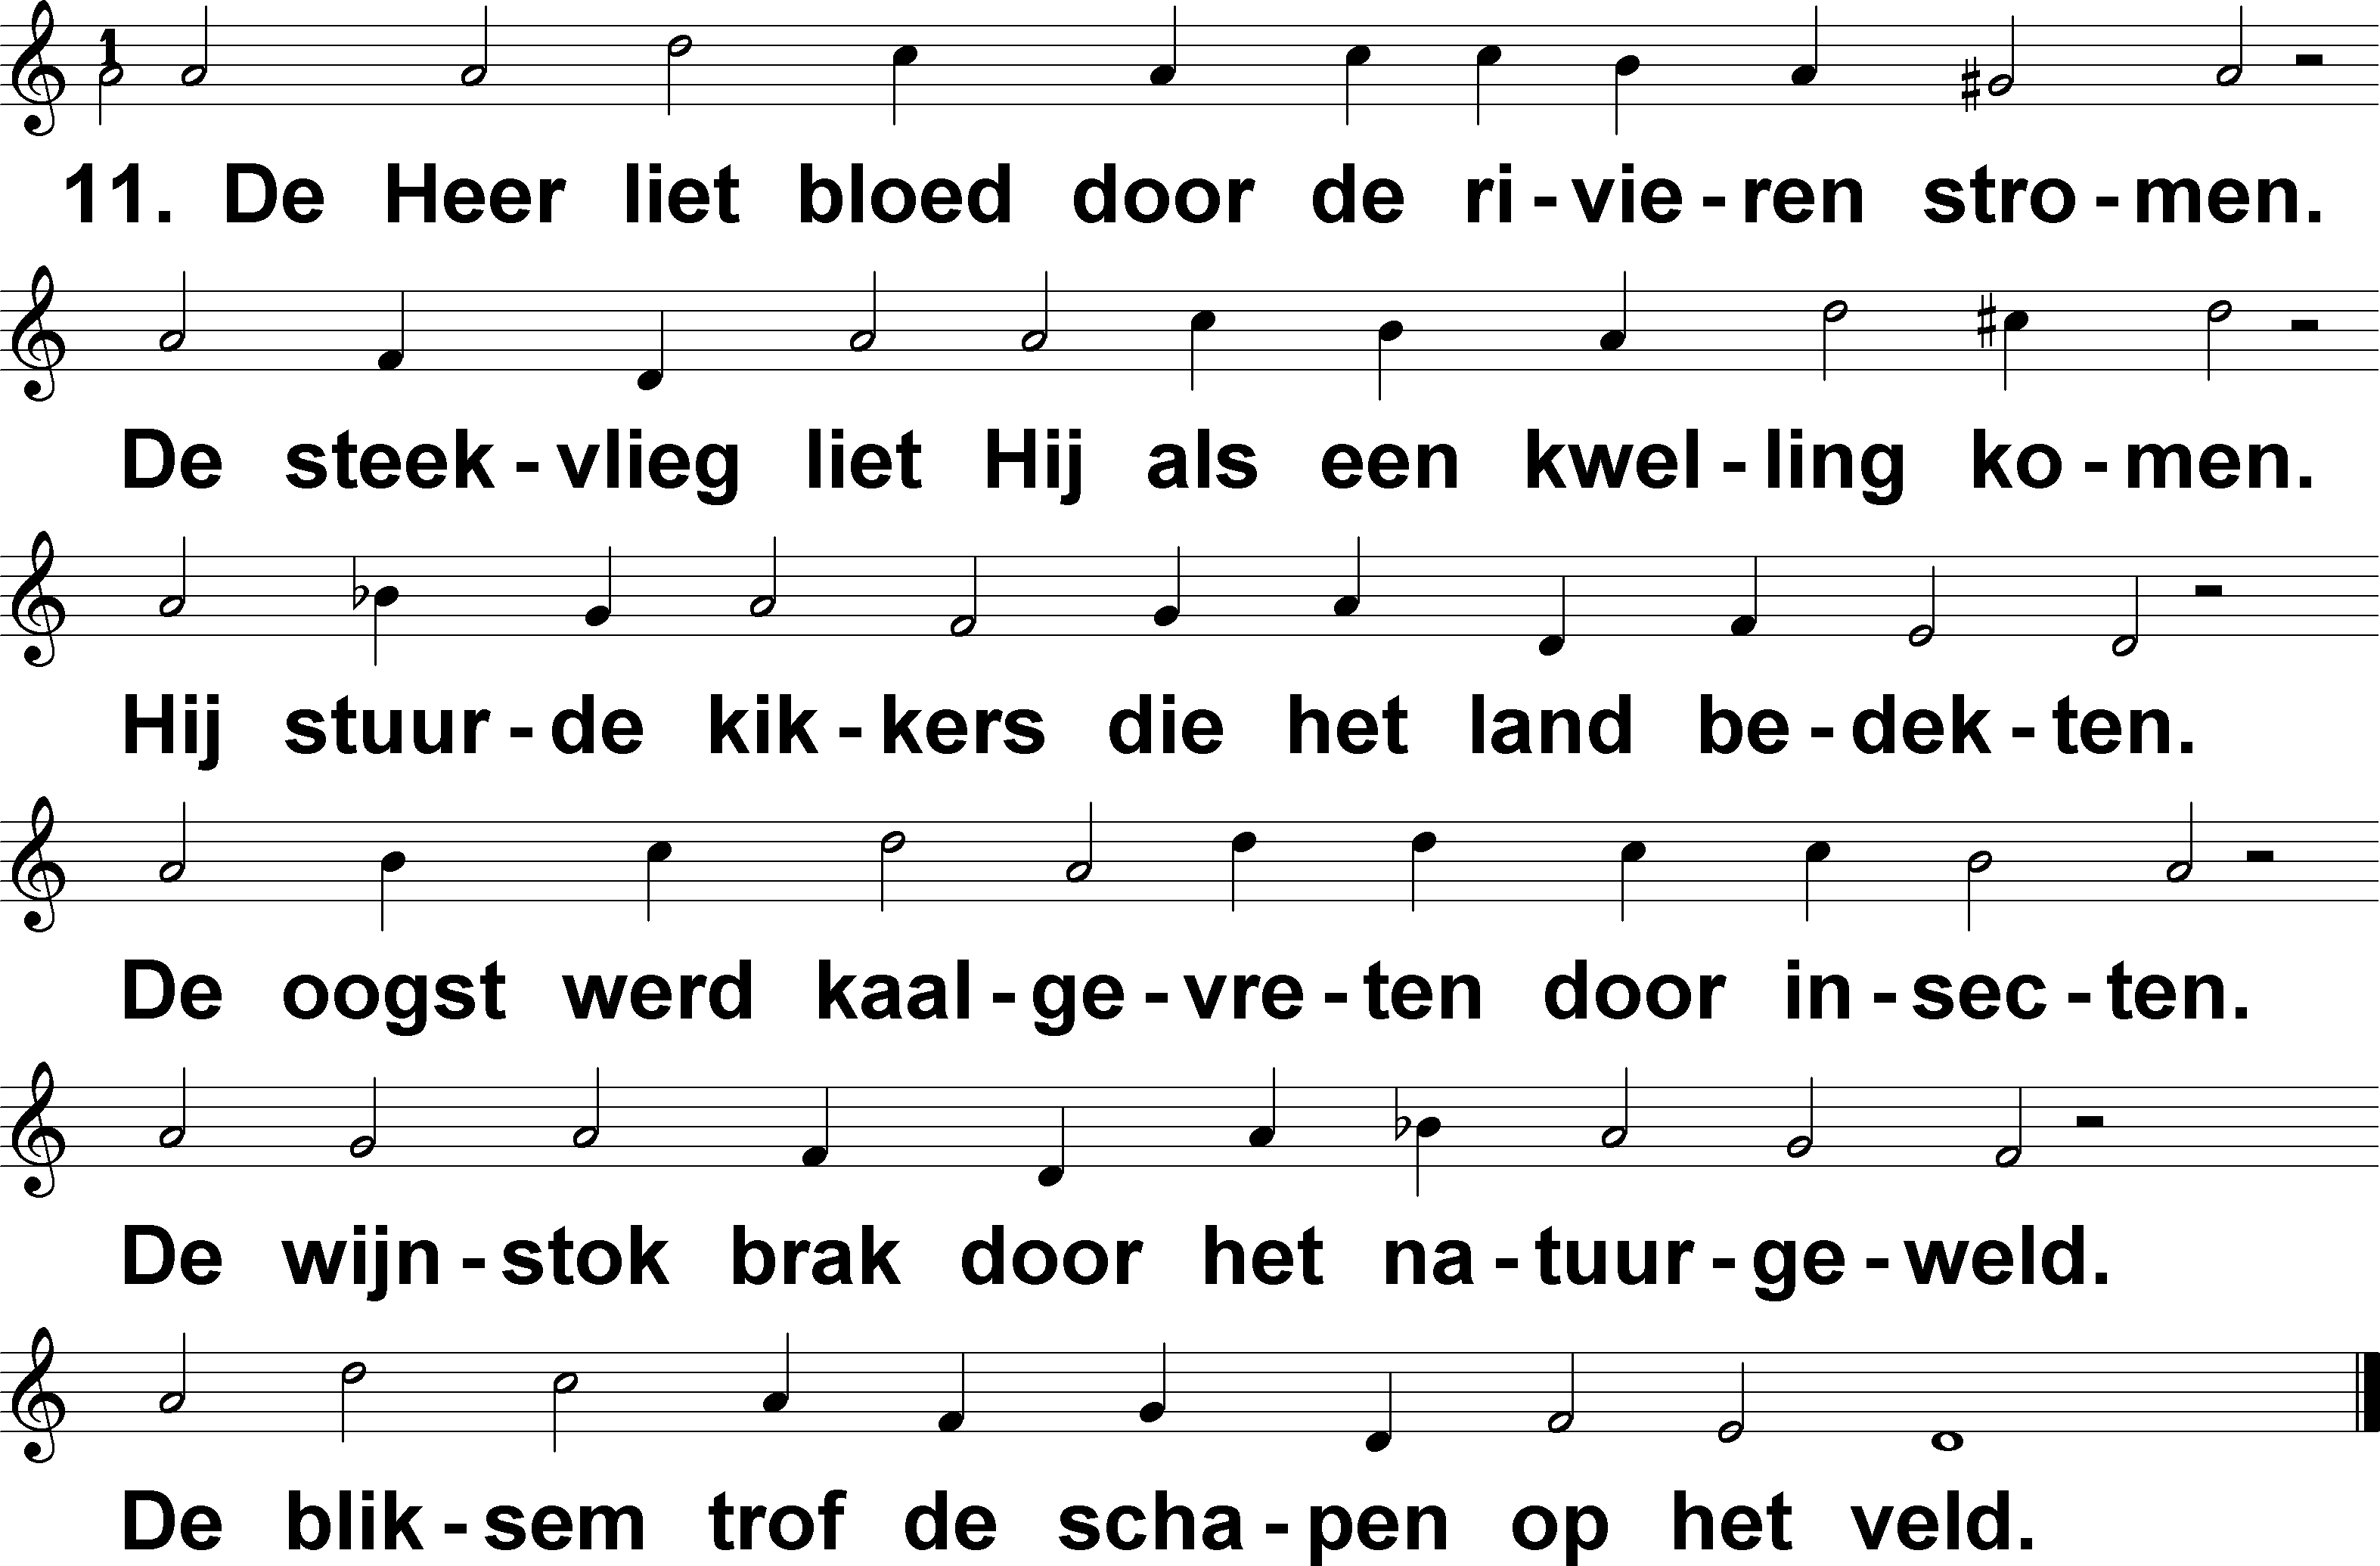 1
11. De Heer liet bloed door de ri - vie - ren stro - men.
De steek - vlieg liet Hij als een kwel - ling ko - men.
Hij stuur - de kik - kers die het land be - dek - ten.
De oogst werd kaal - ge - vre - ten door in - sec - ten.
De wijn - stok brak door het na - tuur - ge - weld.
De blik - sem trof de scha - pen op het veld.